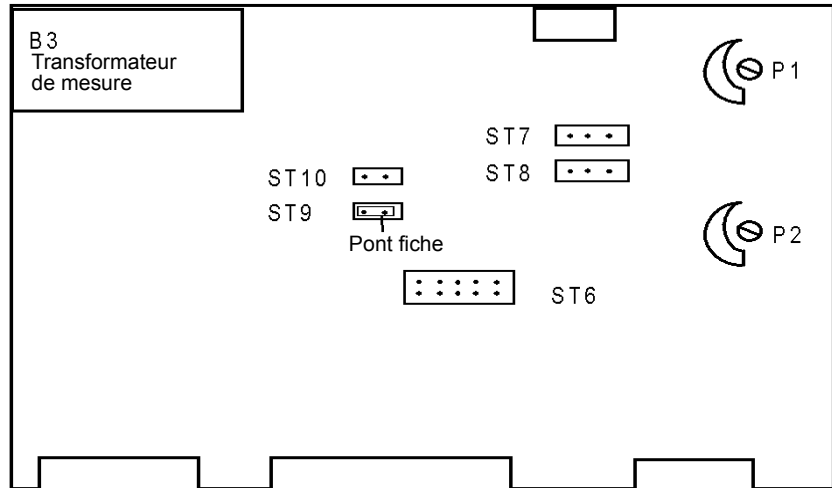 B3
Transformateur
de mesure
P1
ST7
ST8
ST10
ST9
Pont fiche
P2
ST6